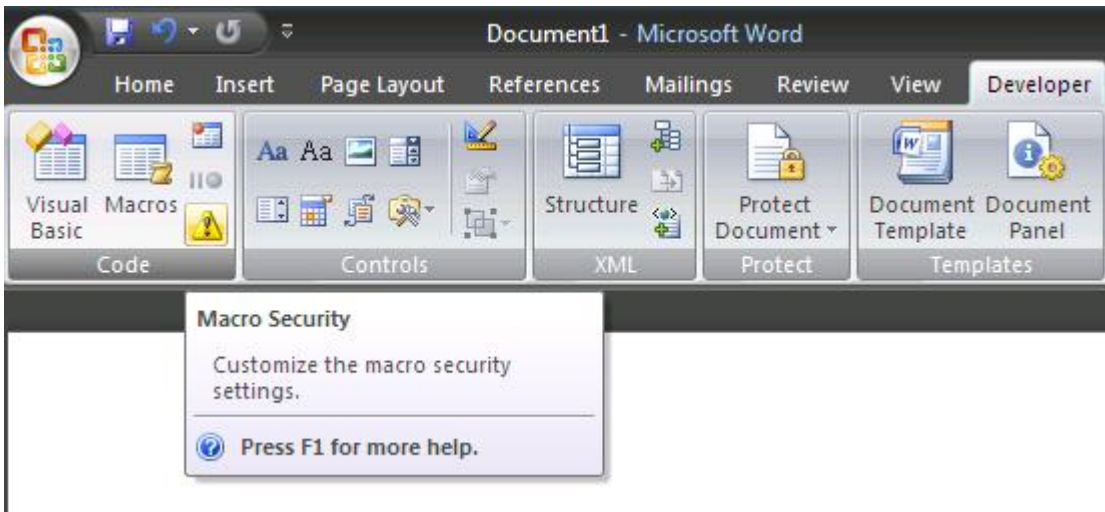 Document1 - Microsoft Word
Home Insert Page Layout References Mailings Review View Developer
Aa Aa
Visual Basic
Macros
Structure
Protect Document
Document Template
Document Panel
Code Controls XML Protect Templates
Macro Security
Customize the macro security
settings.
Press F1 for more help.